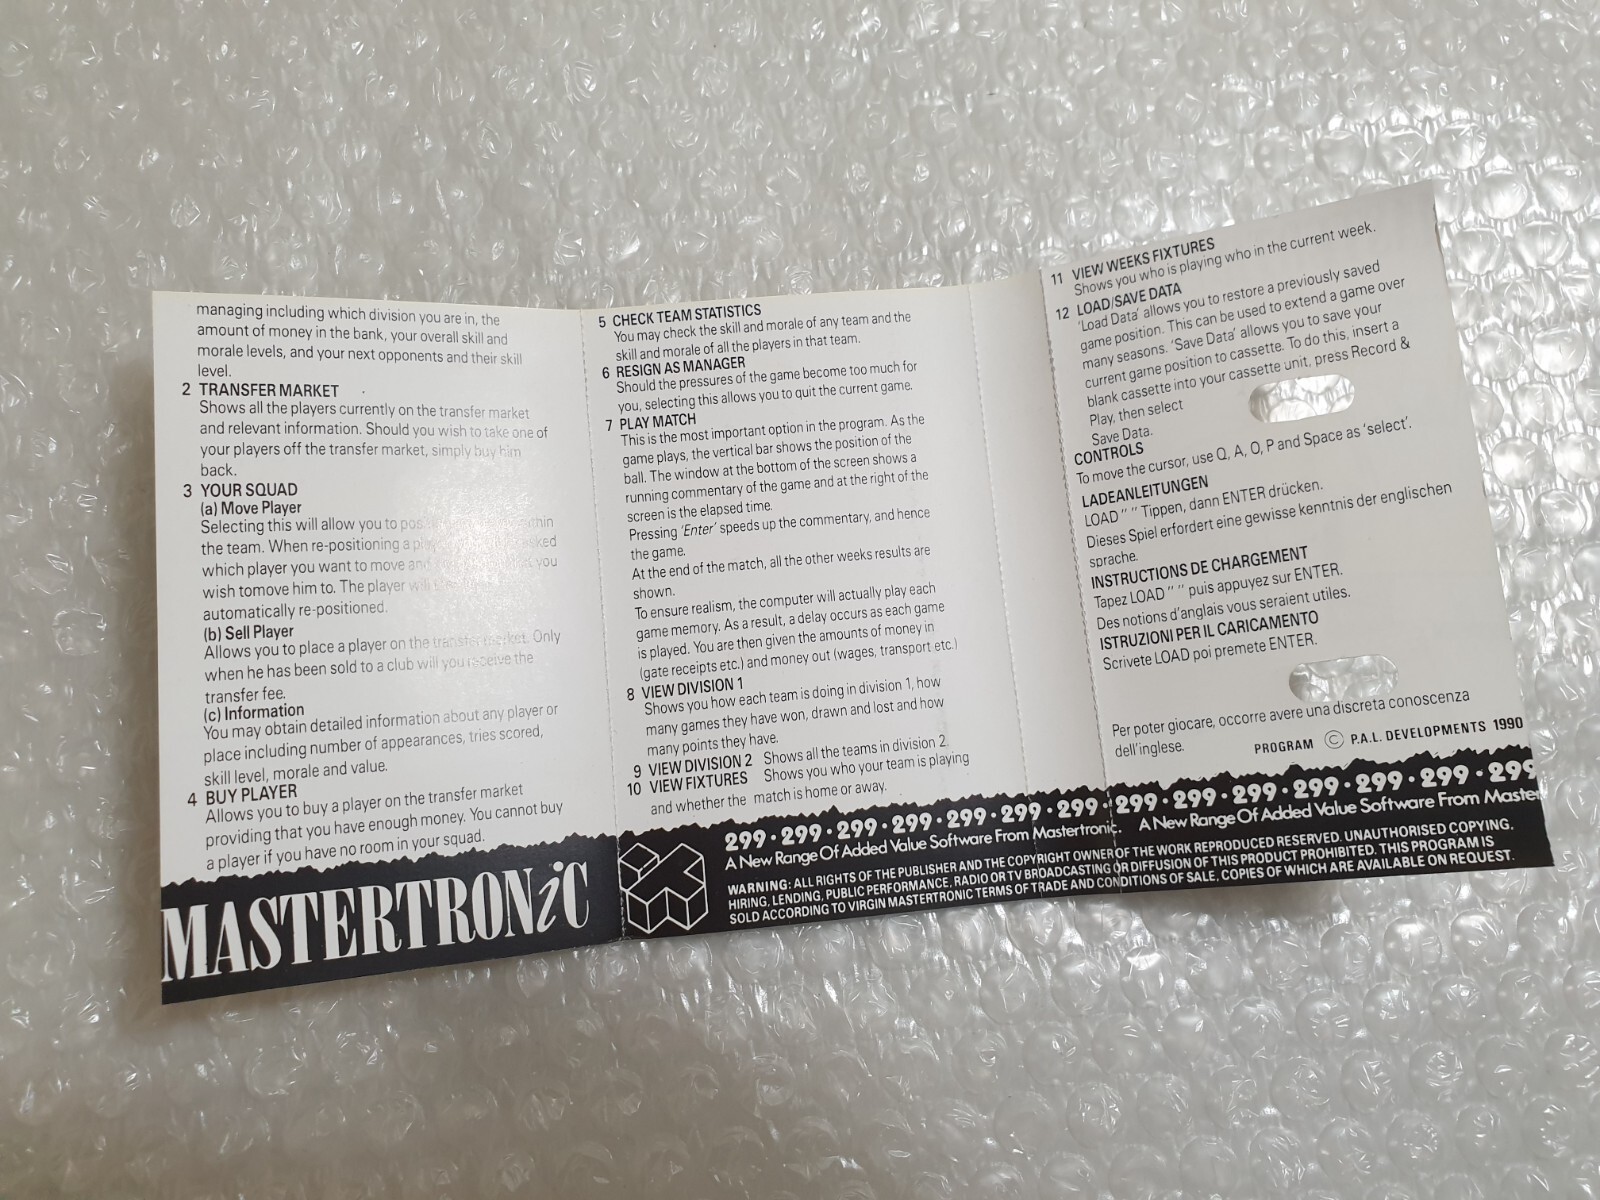 managing including which division you are in, the
amount of money in the bank, your overall skill and
morale levels, and your next opponents and their skill
level.
2 TRANSFER MARKET
Shows all the players currently on the transfer market
and relevant information. Should you wish to take one of
your players off the transfer market, simply buy him
back.
3 YOUR SQUAD
(a) Move Player
Selecting this will allow you to within
the team. When re-positioning a asked
which player you want to move and you
wish tomove him to. The player will
automatically re-positioned.
(b) Sell Player
Allows you to place a player on the transfer market. Only
when he has been sold to a club will you receive the
transfer fee.
(c) Information
You may obtain detailed information about any player or
place including number of appearances, tries scored,
skill level, morale and value.
4 BUY PLAYER
Allows you to buy a player on the transfer market
providing that you have enough money. You cannot buy
a player if you have no room in your squad.
MASTERTRONiC
5 CHECK TEAM STATISTICS
You may check the skill and morale of any team and the
skill and morale of all the players in that team.
6 RESIGN AS MANAGER
Should the pressures of the game become too much for
you, selecting this allows you to quit the current game.
7 PLAY MATCH
This is the most important option in the program. As the
game plays, the vertical bar shows the position of the
ball. The window at the bottom of the screen shows a
running commentary of the game and at the right of the
screen is the elapsed time.
Pressing 'Enter' speeds up the commentary, and hence
the game.
At the end of the match, all the other weeks results are
shown.
To ensure realism, the computer will actually play each
game memory. As a result, a delay occurs as each game
is played. You are then given the amounts of money in
(gate receipts etc.) and money out (wages, transport etc.)
8 VIEW DIVISION 1
Shows you how each team is doing in division 1, how
many games they have won, drawn and lost and how
many points they have.
9 VIEW DIVISION 2 Shows all the teams in division 2.
10 VIEW FIXTURES Shows you who your team is playing
and whether the match is home or away.
11 VIEW WEEKS FIXTURES
Shows you who is playing who in the current week.
12 LOAD/SAVE DATA
'Load Data' allows you to restore a previously saved
game position. This can be used to extend a game over
many seasons. 'Save Data' allows you to save your
current game position to cassette. To do this, insert a
blank cassette into your cassette unit, press Record &
Play, then select
Save Data.
CONTROLS
To move the cursor, use Q, A, O, P and Space as 'select'.
LADEANLEITUNGEN
LOAD " " Tippen, dann ENTER drücken.
Dieses Spiel erfordert eine gewisse kenntnis der englischen
sprache.
INSTRUCTIONS DE CHARGEMENT
Tapez LOAD " " puis appuyez sur ENTER.
Des notions d'anglais vous seraient utiles.
ISTRUZIONI PER IL CARICAMENTO
Scrivete LOAD poi premete ENTER.
Per poter giocare, occorre avere una discreta conoscenza
dell'inglese.
PROGRAM © P.A.L. DEVELOPMENTS 1990
299 · 299 · 299 · 299 · 299 · 299 · 299 · 299 · 299 · 299 · 299 · 299 · 299 · 299 · 299
A New Range Of Added Value Software From Mastertronic. A New Range Of Added Value Software From Master
WARNING: ALL RIGHTS OF THE PUBLISHER AND THE COPYRIGHT OWNER OF THE WORK REPRODUCED RESERVED. UNAUTHORISED COPYING,
HIRING, LENDING, PUBLIC PERFORMANCE, RADIO OR TV BROADCASTING OR DIFFUSION OF THIS PRODUCT PROHIBITED. THIS PROGRAM IS
SOLD ACCORDING TO VIRGIN MASTERTRONIC TERMS OF TRADE AND CONDITIONS OF SALE, COPIES OF WHICH ARE AVAILABLE ON REQUEST.